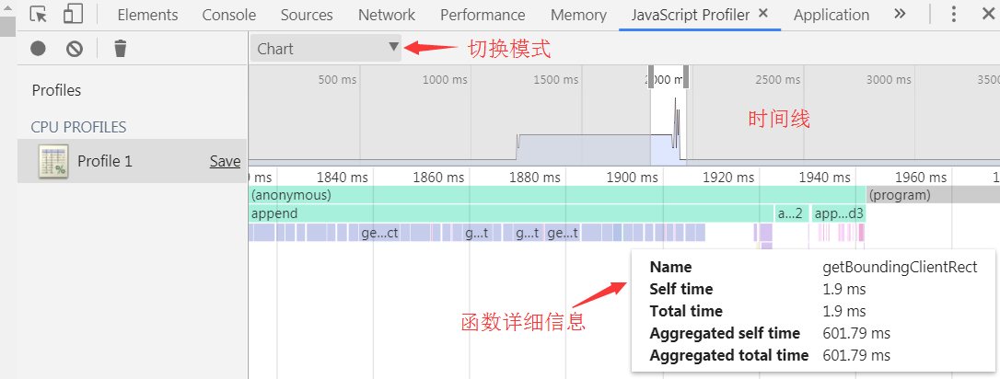 Elements Console Sources Network Performance Memory JavaScript Profiler Application
Chart
切换模式
Profiles
CPU PROFILES
Profile 1 Save
500 ms 1000 ms 1500 ms 2000 m 2500 ms 3000 ms 3500
时间线
ms 1840 ms 1860 ms 1880 ms 1900 ms 1920 ms 1940 ms 1960 ms 1
(anonymous) (program)
append a...2 app...d3
ge...ct g...t g...t ge...t
Name getBoundingClientRect
Self time 1.9 ms
Total time 1.9 ms
Aggregated self time 601.79 ms
Aggregated total time 601.79 ms
函数详细信息